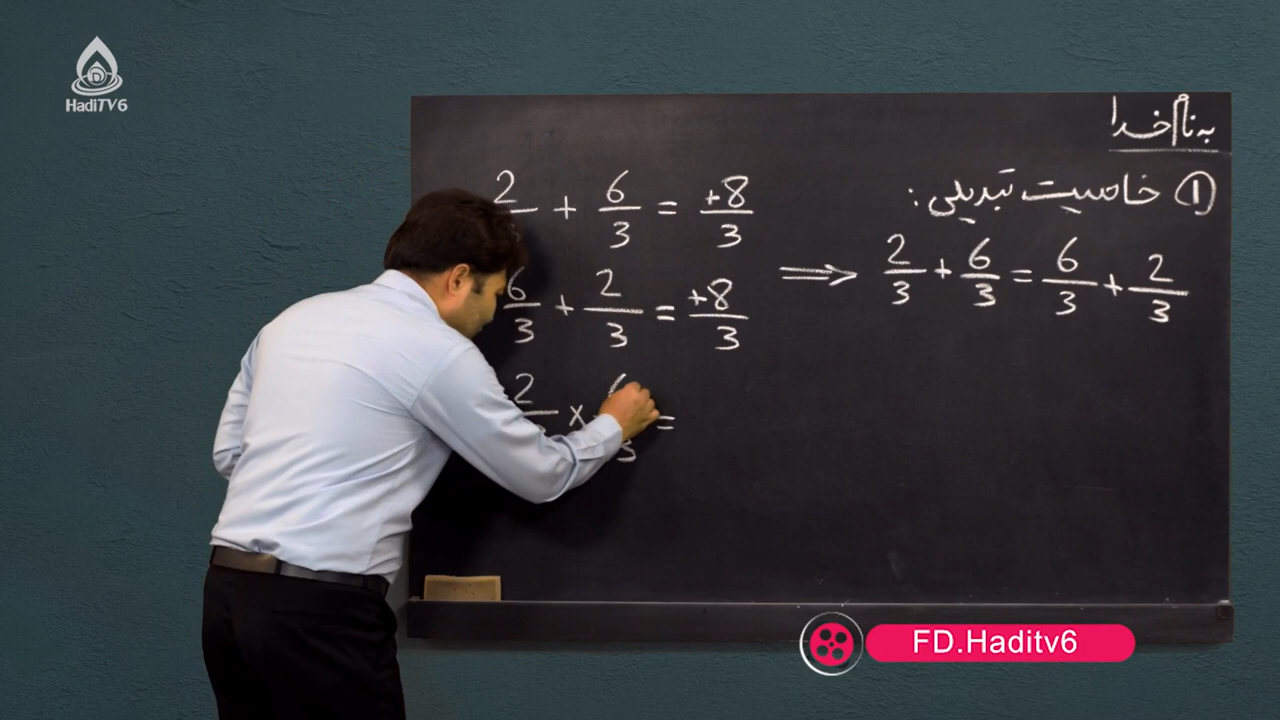 HadiTV6
به نام خدا
① خاصیت تبدیلی :
2/3 + 6/3 = 6/3 + 2/3
2 + 6/3 = +8/3
6/3 + 2/3 = +8/3 ⟹
2 × =
FD.Haditv6